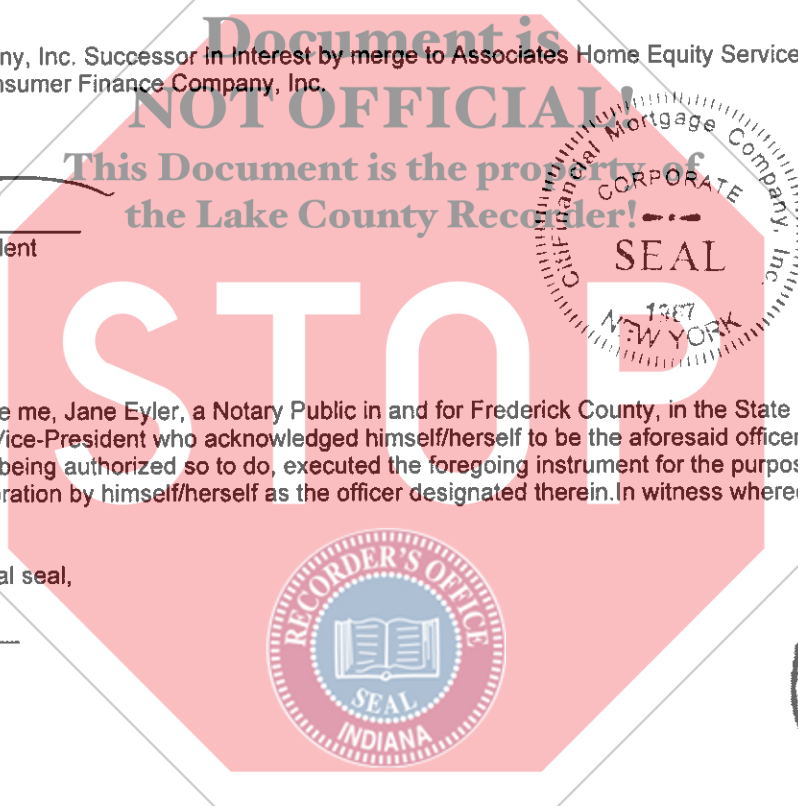 Document is
ny, Inc. Successor In Interest by merge to Associates Home Equity Service
nsumer Finance Company, Inc.
NOT OFFICIAL!
This Document is the property of
the Lake County Recorder!
dent
CitiFinancial Mortgage Company, Inc.
CORPORATE
SEAL
1987
NEW YORK
STOP
e me, Jane Eyler, a Notary Public in and for Frederick County, in the State
Vice-President who acknowledged himself/herself to be the aforesaid officer
being authorized so to do, executed the foregoing instrument for the purpos
ration by himself/herself as the officer designated therein.In witness where
al seal,
RECORDER'S OFFICE
SEAL
INDIANA